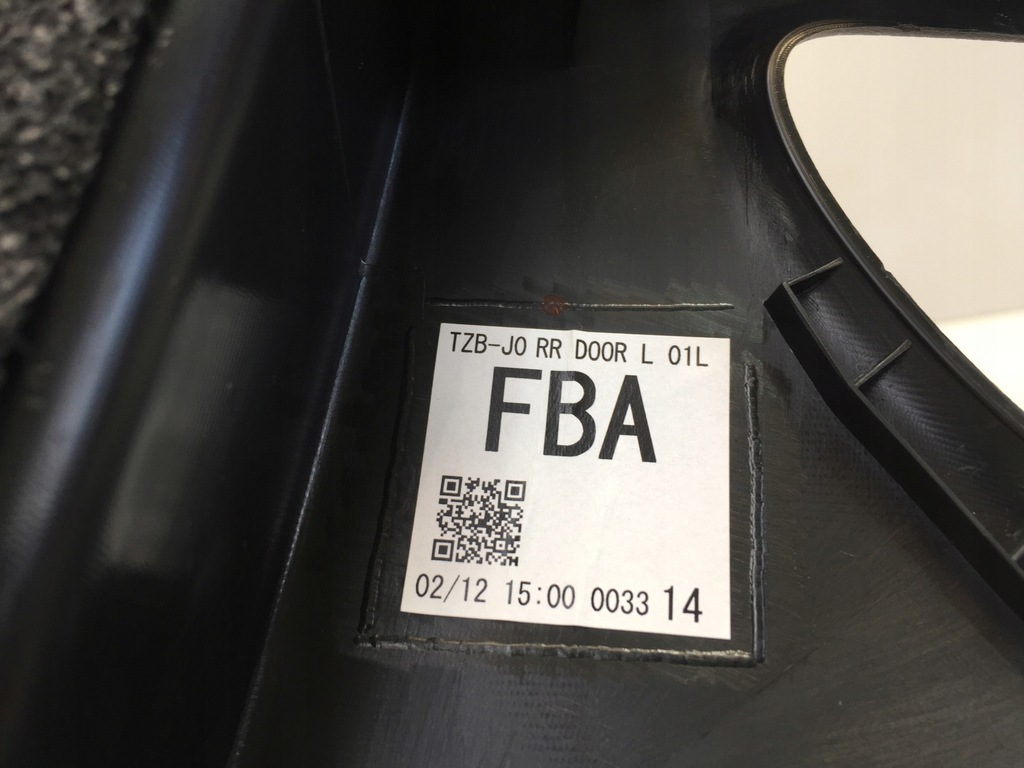 TZB-J0 RR DOOR L 01L
FBA
02/12 15:00 0033 14